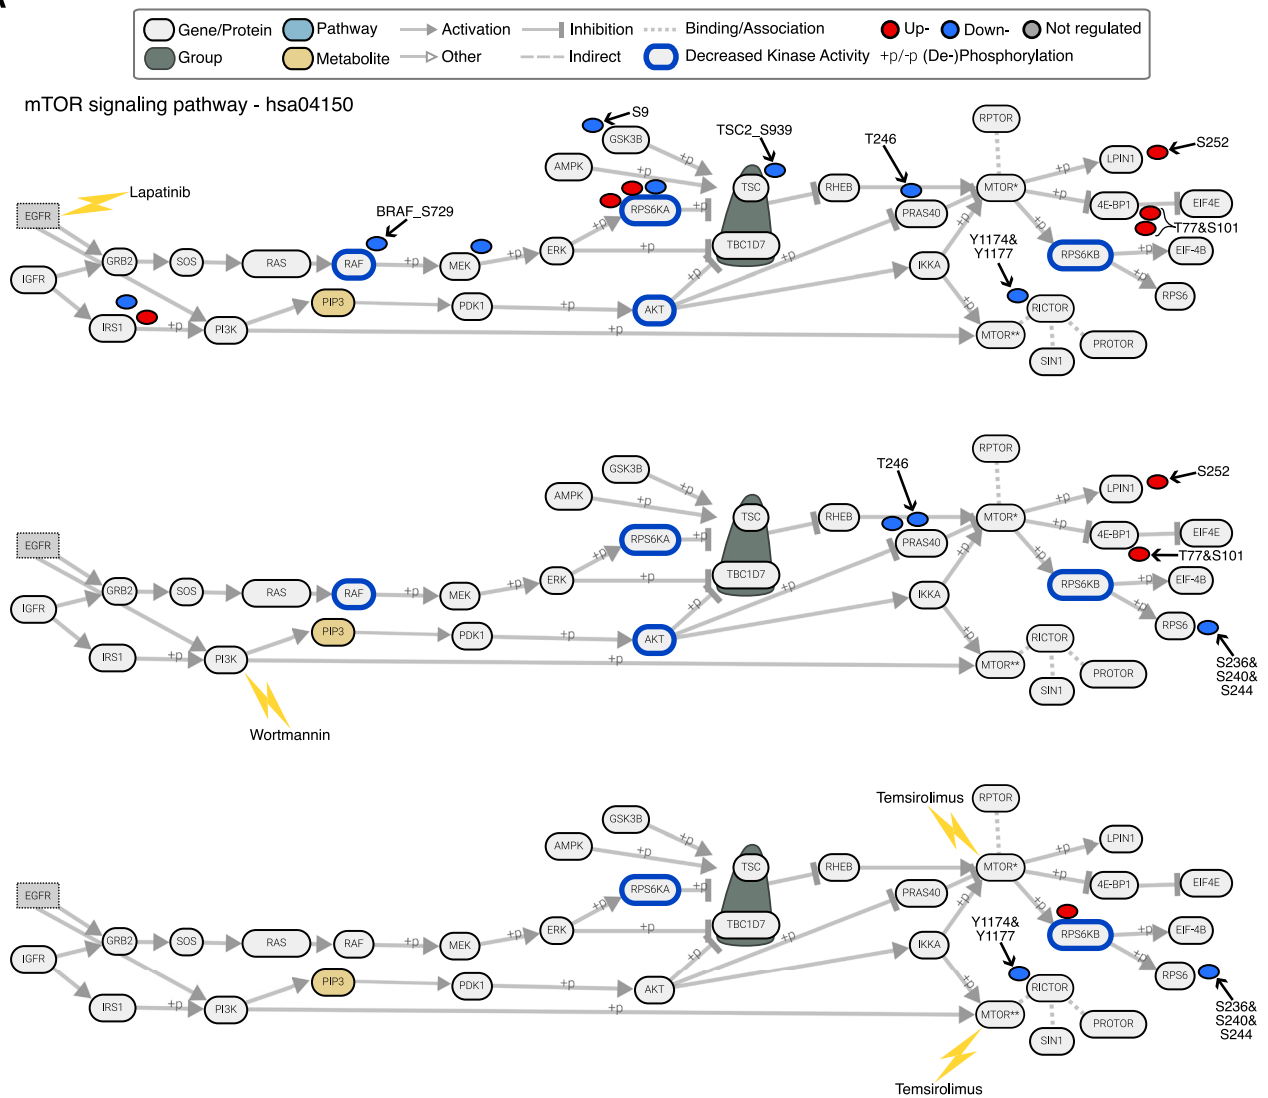 Gene/Protein Pathway Activation Inhibition Binding/Association Up- Down- Not regulated
Group Metabolite Other Indirect Decreased Kinase Activity +p/-p (De-)Phosphorylation
mTOR signaling pathway - hsa04150
S9
GSK3B
TSC2_S939
T246
RPTOR
S252
LPIN1
AMPK
+p
+p
TSC
RHEB
MTOR*
+p
+p
Lapatinib
EGFR
BRAF_S729
RPS6KA
+p
PRAS40
4E-BP1
EIF4E
T77&S101
GRB2
SOS
RAS
RAF
+p
MEK
+p
ERK
+p
+p
TBC1D7
+p
+p
+p
Y1174&
Y1177
+p
RPS6KB
+p
EIF-4B
IGFR
IKKA
+p
RPS6
PIP3
PDK1
+p
AKT
+p
RICTOR
IRS1
+p
PI3K
+p
MTOR**
SIN1
PROTOR
RPTOR
GSK3B
T246
S252
AMPK
+p
+p
LPIN1
TSC
RHEB
MTOR*
+p
+p
EGFR
RPS6KA
+p
PRAS40
4E-BP1
EIF4E
T77&S101
GRB2
SOS
RAS
RAF
+p
MEK
+p
ERK
+p
+p
TBC1D7
+p
+p
+p
+p
RPS6KB
+p
EIF-4B
IGFR
IKKA
+p
RPS6
PIP3
PDK1
+p
AKT
+p
RICTOR
IRS1
+p
PI3K
+p
MTOR**
SIN1
PROTOR
S236&
S240&
S244
Wortmannin
Temsirolimus
RPTOR
GSK3B
AMPK
+p
+p
LPIN1
TSC
RHEB
MTOR*
+p
+p
EGFR
RPS6KA
+p
PRAS40
4E-BP1
EIF4E
GRB2
SOS
RAS
RAF
+p
MEK
+p
ERK
+p
+p
TBC1D7
+p
+p
+p
Y1174&
Y1177
+p
RPS6KB
+p
EIF-4B
IGFR
IKKA
+p
RPS6
PIP3
PDK1
+p
AKT
+p
RICTOR
IRS1
+p
PI3K
+p
MTOR**
SIN1
PROTOR
S236&
S240&
S244
Temsirolimus